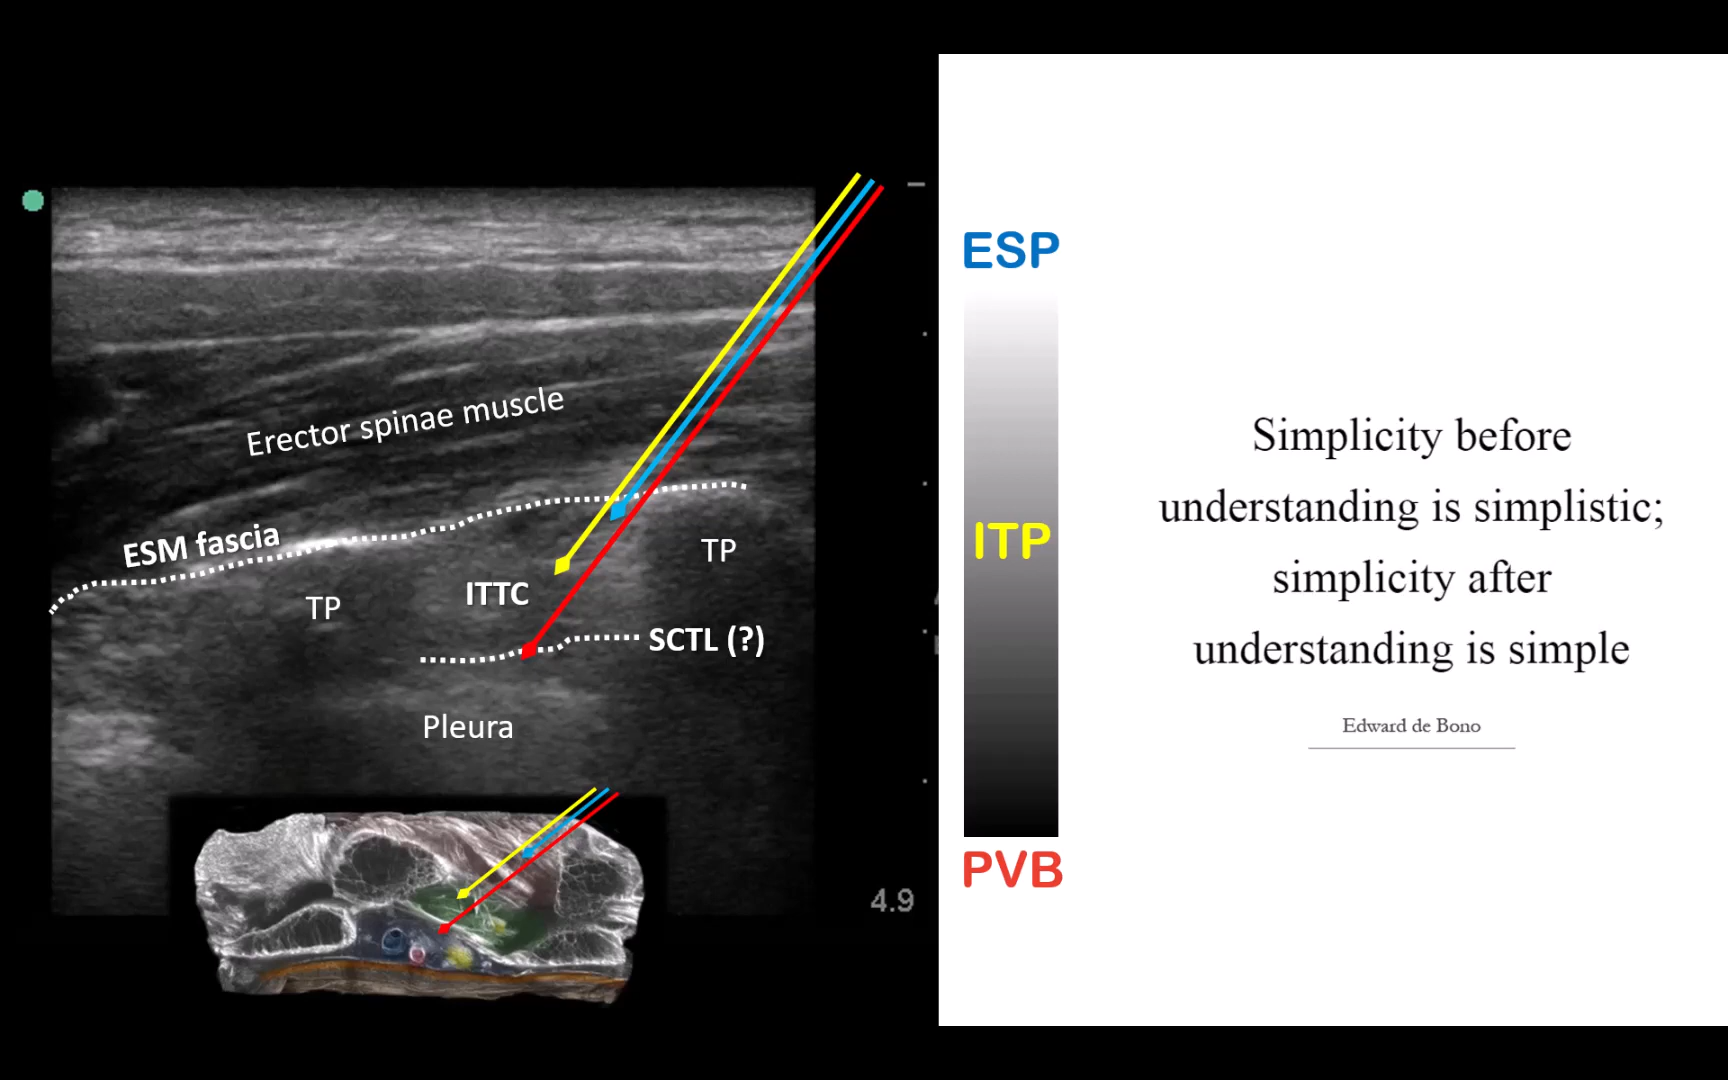 Erector spinae muscle
ESM fascia
TP
TP
ITTC
SCTL (?)
Pleura
4.9
ESP
ITP
PVB
Simplicity before
understanding is simplistic;
simplicity after
understanding is simple
Edward de Bono